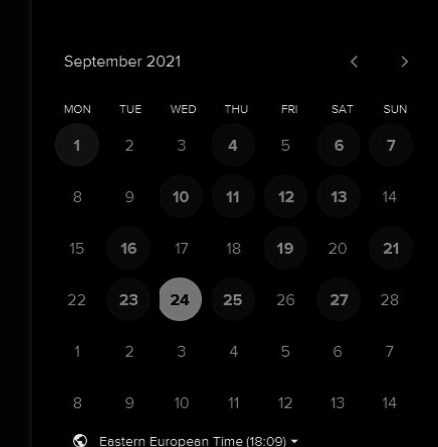 September 2021
MON TUE WED THU FRI SAT SUN
1 2 3 4 5 6 7
8 9 10 11 12 13 14
15 16 17 18 19 20 21
22 23 24 25 26 27 28
1 2 3 4 5 6 7
8 9 10 11 12 13 14
Eastern European Time (18:09)